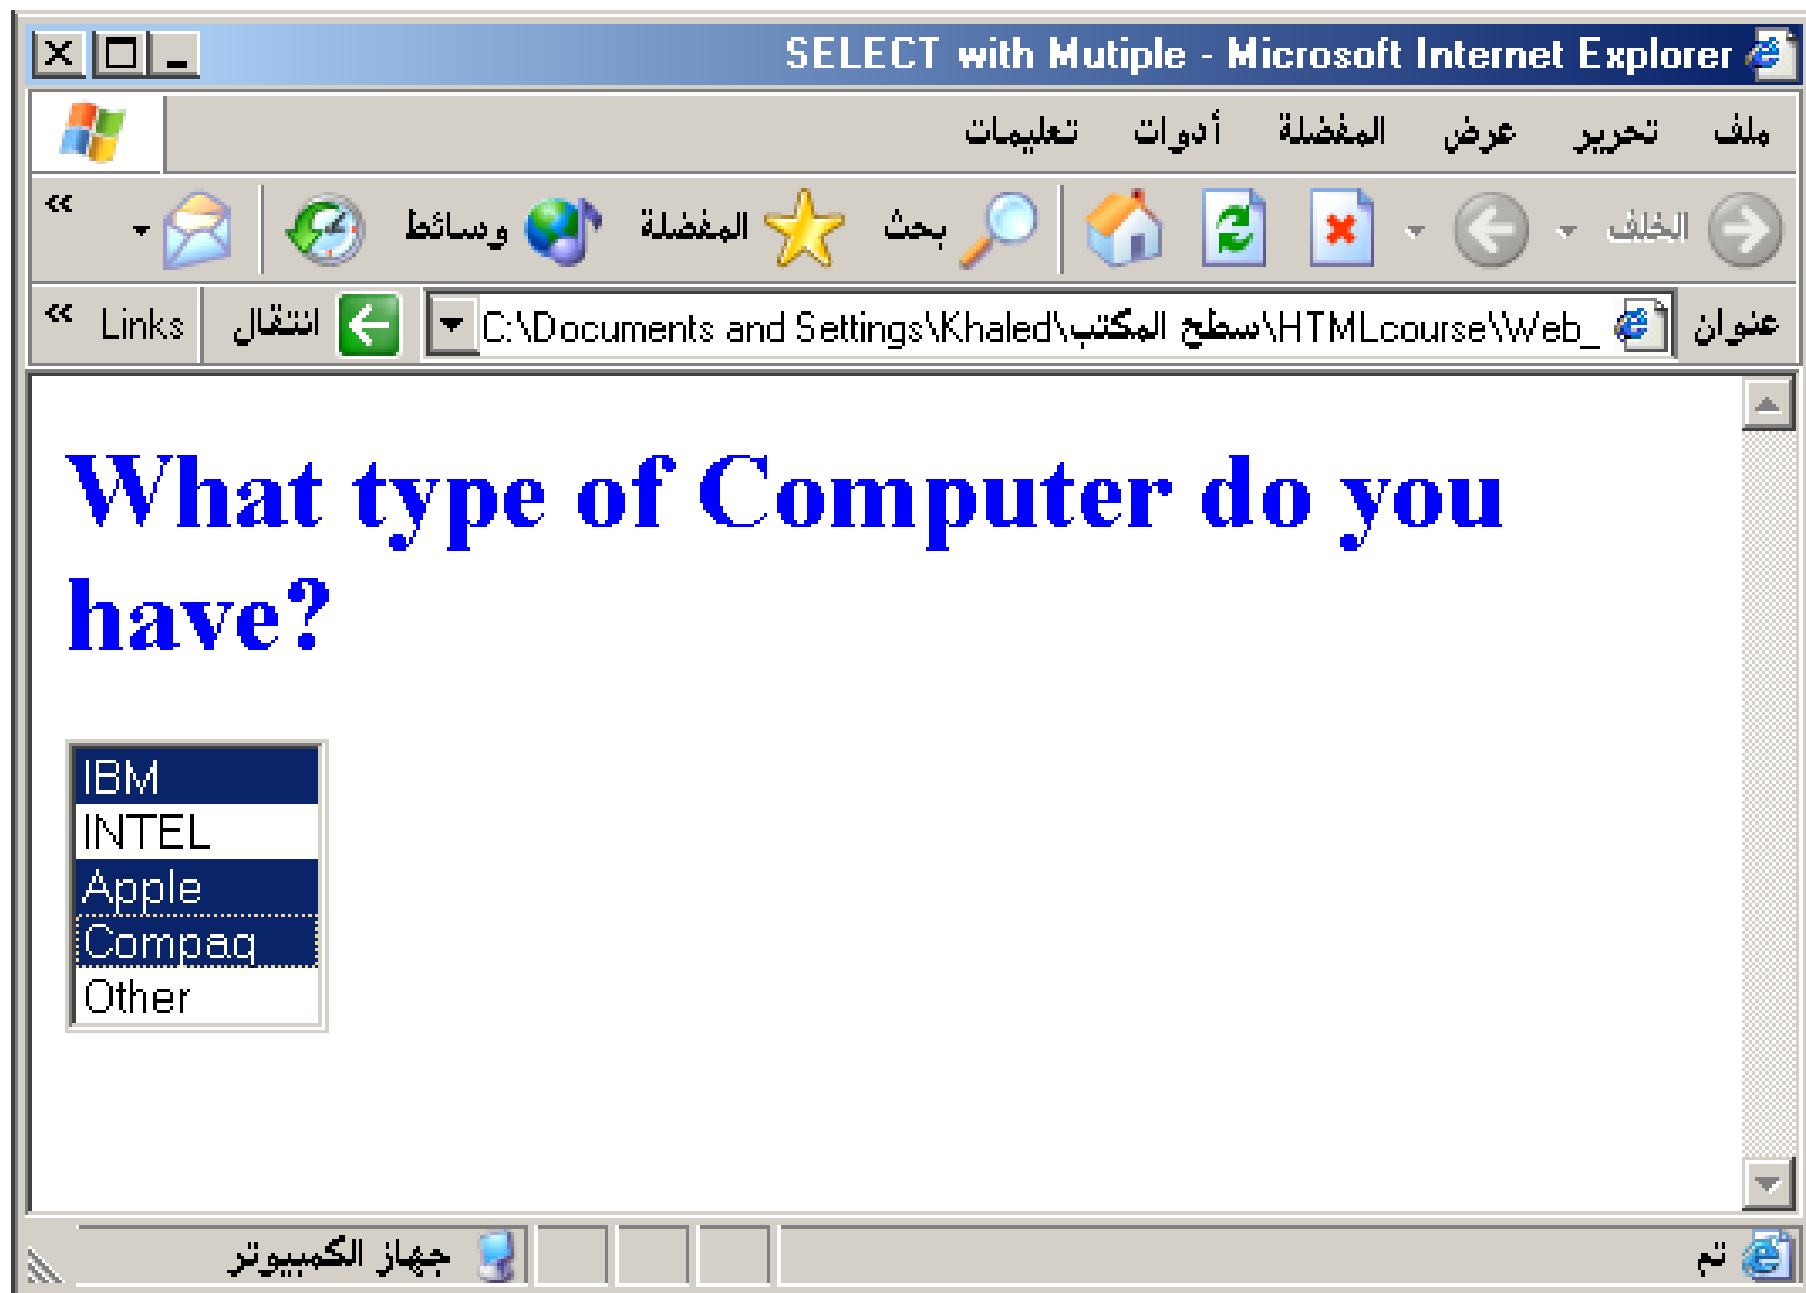 SELECT with Mutiple - Microsoft Internet Explorer
ملف تحرير عرض المفضلة أدوات تعليمات
الخلف بحث المفضلة وسائط »
عنوان C:\Documents and Settings\Khaled\سطح المكتب\HTMLcourse\Web_ انتقال Links »
What type of Computer do you
have?
IBM
INTEL
Apple
Compaq
Other
تم جهاز الكمبيوتر